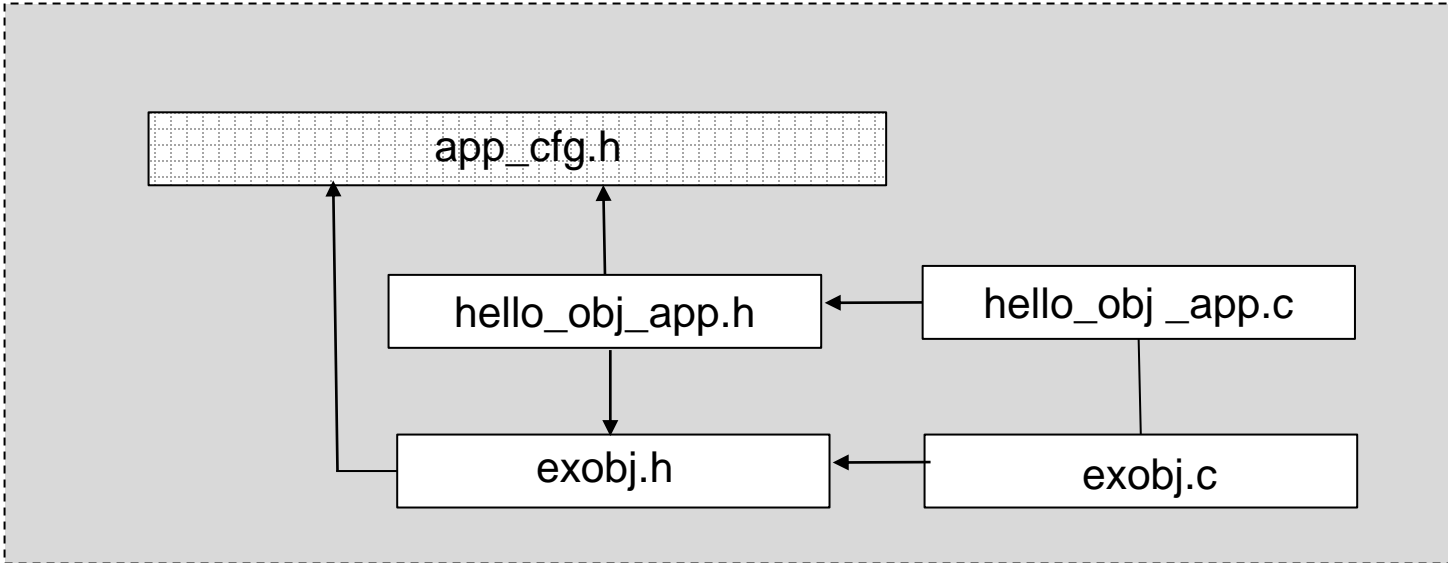 app_cfg.h
hello_obj_app.h
hello_obj _app.c
exobj.h
exobj.c